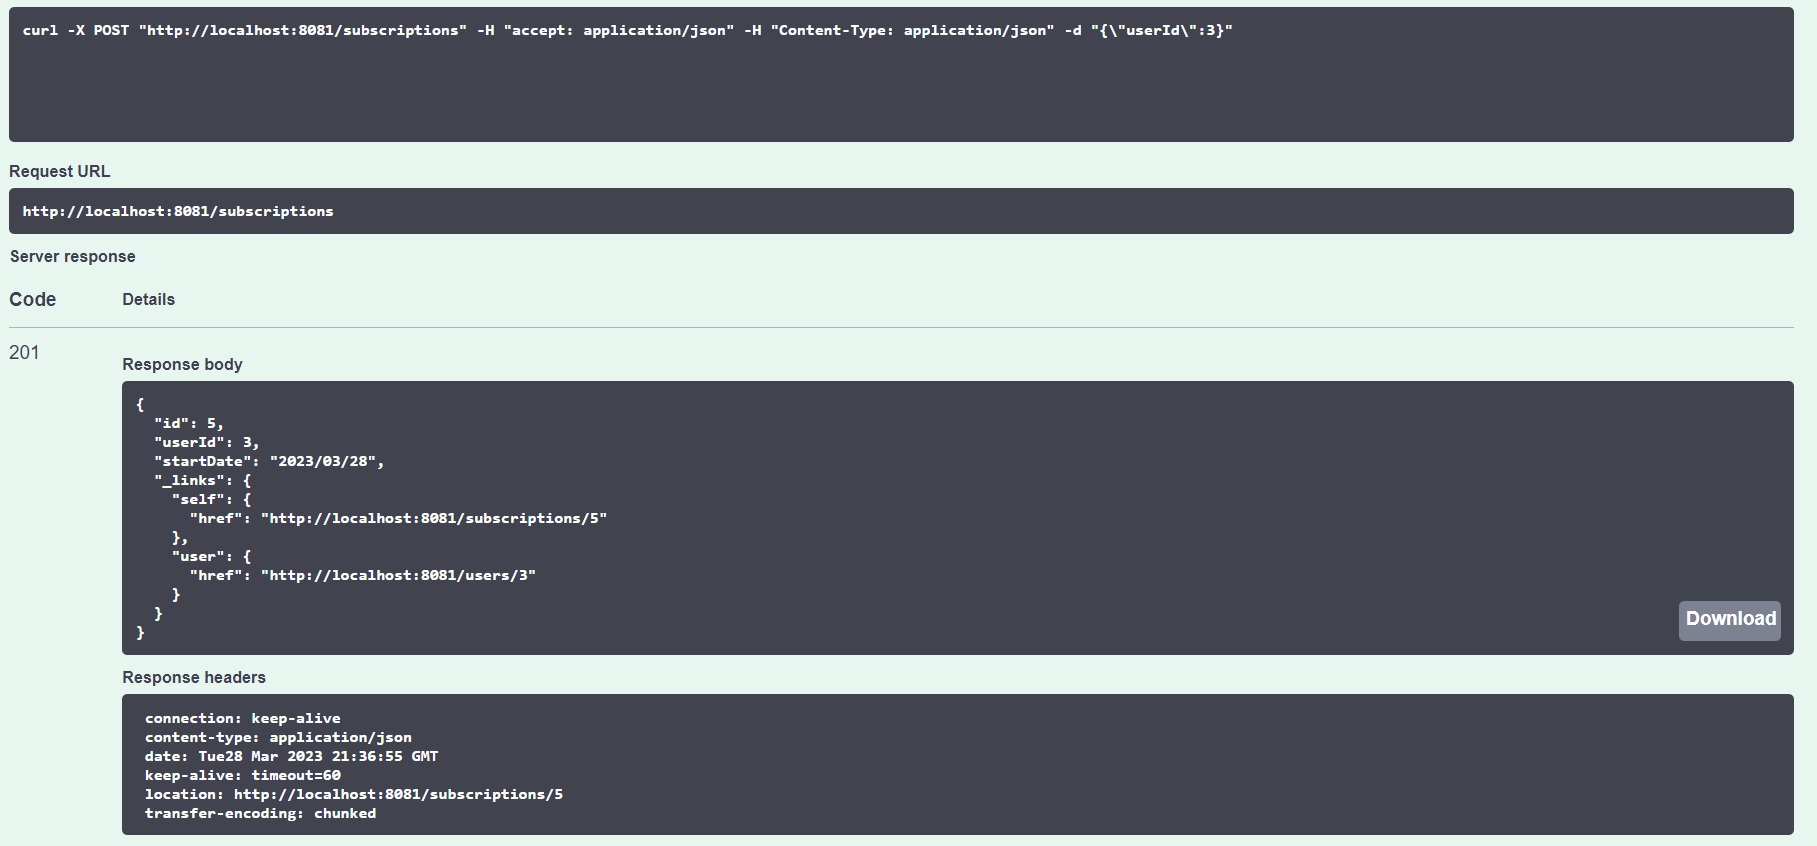 curl -X POST "http://localhost:8081/subscriptions" -H "accept: application/json" -H "Content-Type: application/json" -d "{\"userId\":3}"
Request URL
http://localhost:8081/subscriptions
Server response
Code Details
201
Response body
{
  "id": 5,
  "userId": 3,
  "startDate": "2023/03/28",
  "_links": {
    "self": {
      "href": "http://localhost:8081/subscriptions/5"
    },
    "user": {
      "href": "http://localhost:8081/users/3"
    }
  }
}
Download
Response headers
connection: keep-alive
content-type: application/json
date: Tue28 Mar 2023 21:36:55 GMT
keep-alive: timeout=60
location: http://localhost:8081/subscriptions/5
transfer-encoding: chunked